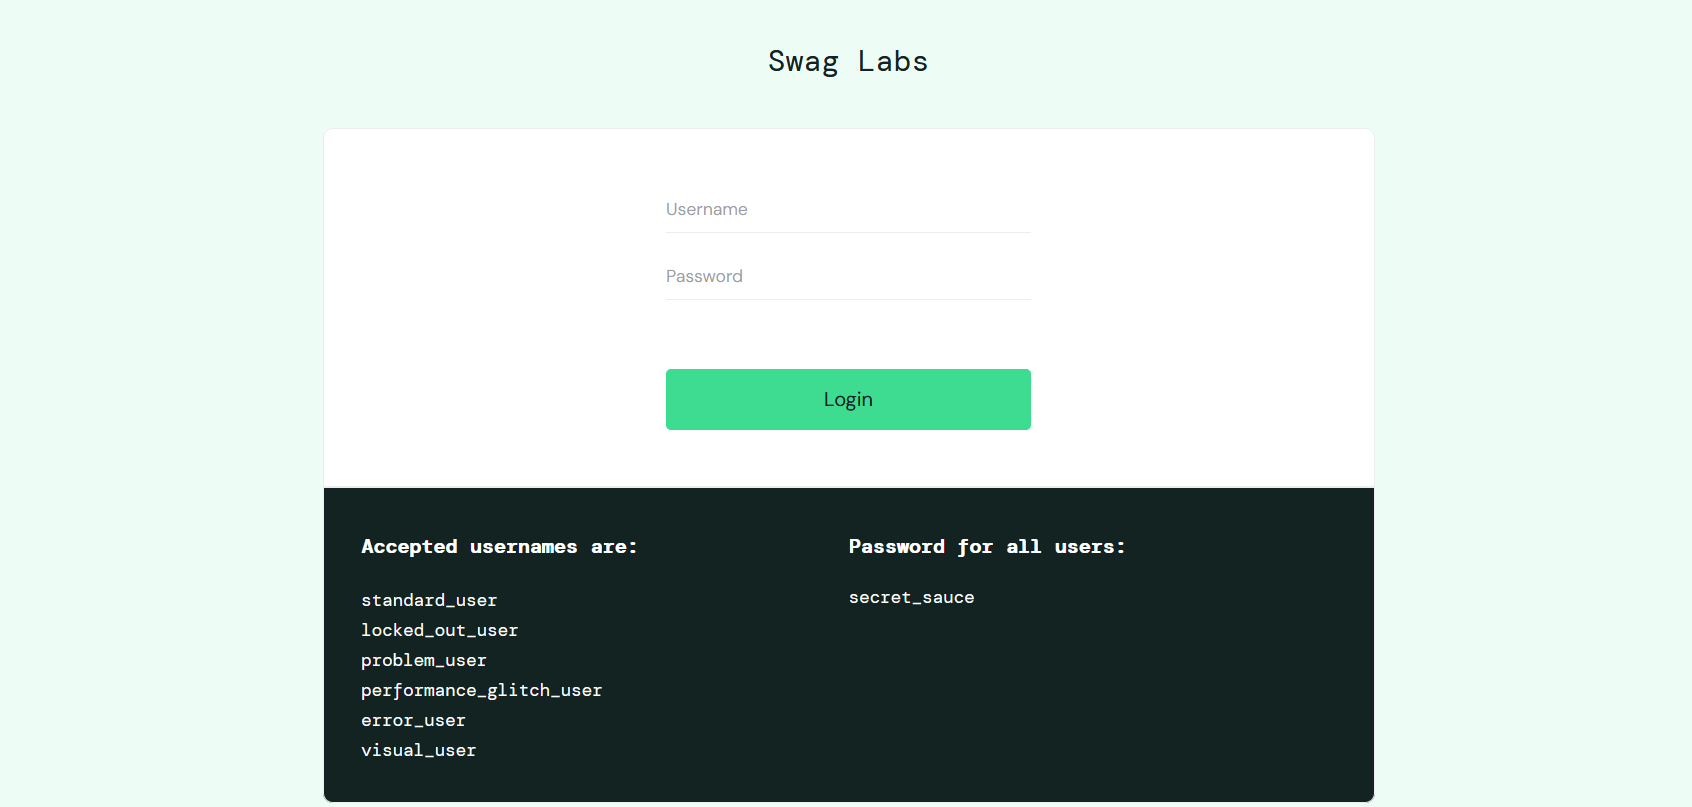 Swag Labs
Username
Password
Login
Accepted usernames are:
standard_user
locked_out_user
problem_user
performance_glitch_user
error_user
visual_user
Password for all users:
secret_sauce